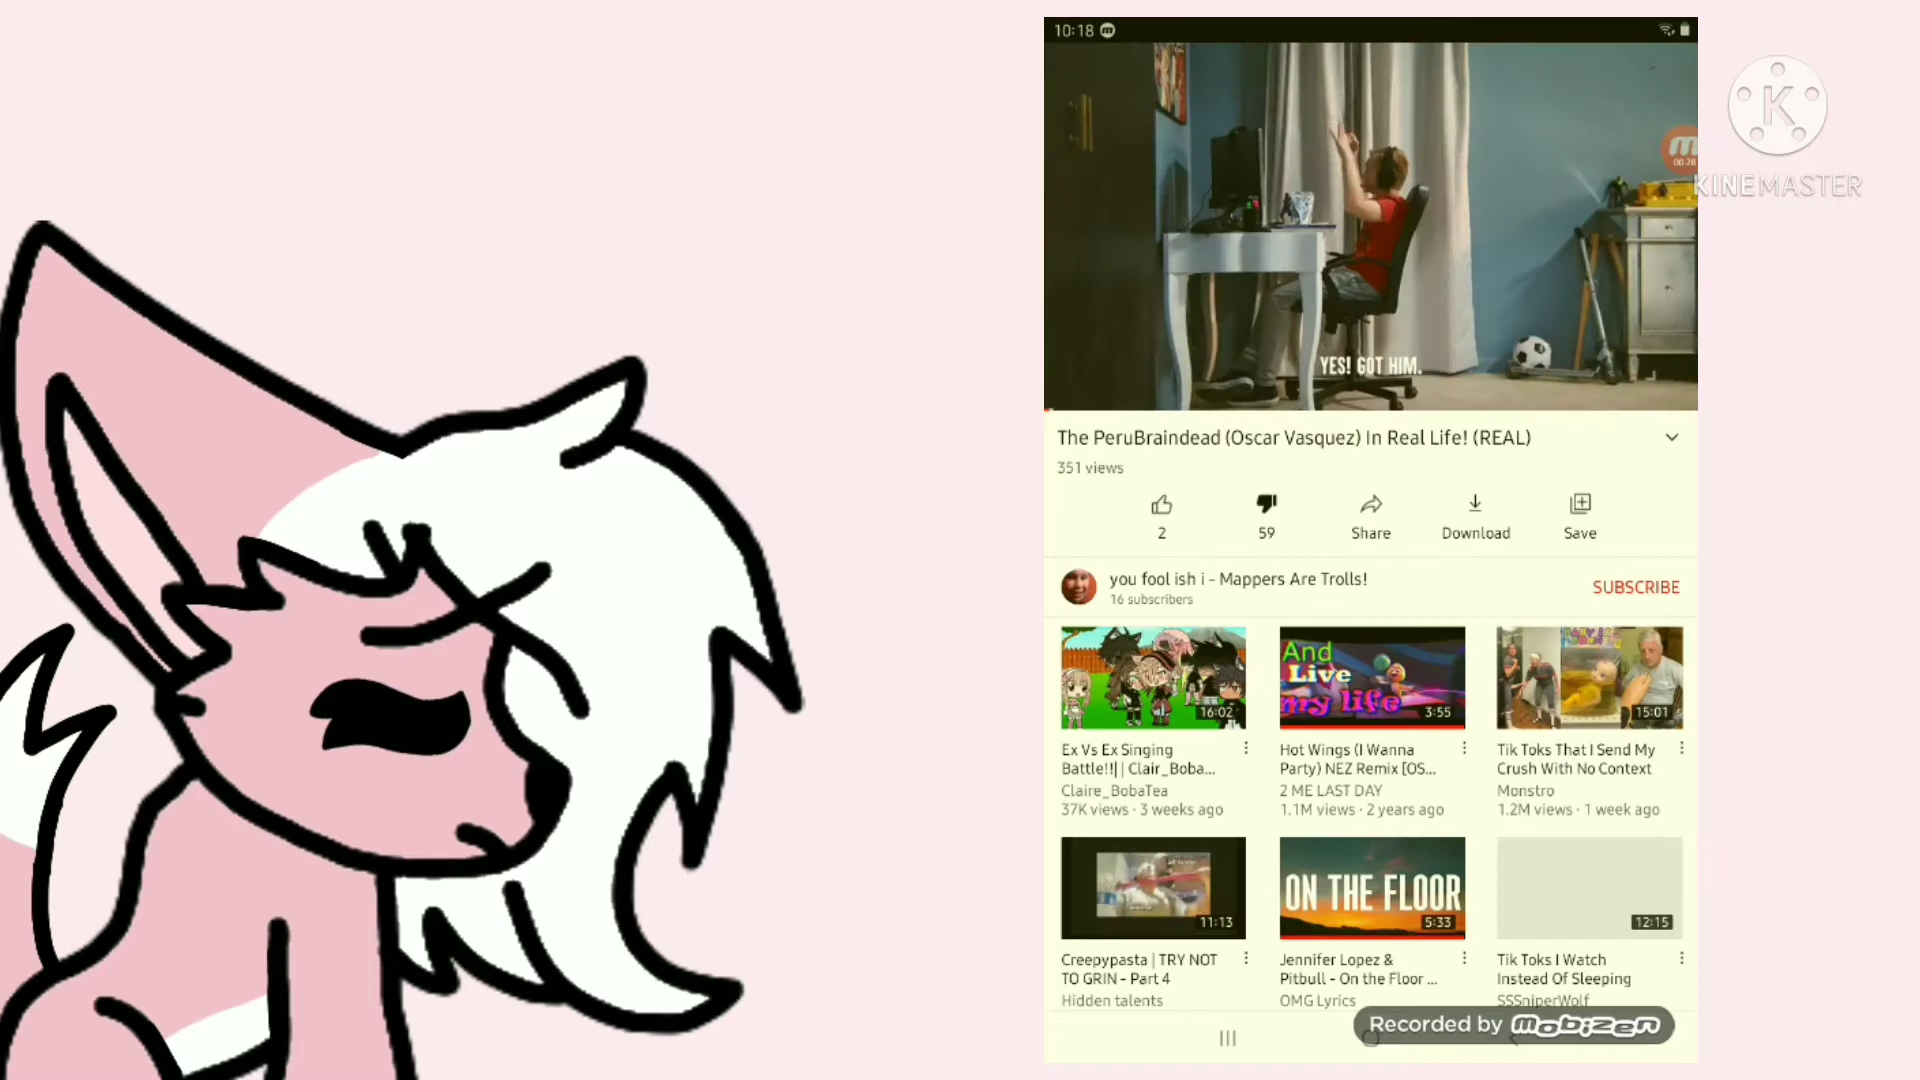 10:18
00:28
K
KINEMASTER
YES! GOT HIM.
The PeruBraindead (Oscar Vasquez) In Real Life! (REAL)
351 views
2
59
Share
Download
Save
you fool ish i - Mappers Are Trolls!
16 subscribers
SUBSCRIBE
And
Live
my life
16:02
3:55
15:01
Ex Vs Ex Singing
Battle!!| | Clair_Boba...
Claire_BobaTea
37K views · 3 weeks ago
Hot Wings (I Wanna
Party) NEZ Remix [OS...
2 ME LAST DAY
1.1M views · 2 years ago
Tik Toks That I Send My
Crush With No Context
Monstro
1.2M views · 1 week ago
11:13
ON THE FLOOR
5:33
12:15
Creepypasta | TRY NOT
TO GRIN - Part 4
Hidden talents
Jennifer Lopez &
Pitbull - On the Floor ...
OMG Lyrics
Tik Toks I Watch
Instead Of Sleeping
SSSniperWolf
Recorded by Mobizen